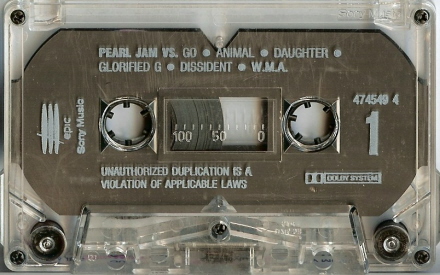 PEARL JAM VS. GO • ANIMAL • DAUGHTER •
GLORIFIED G • DISSIDENT • W.M.A.
474549 4
1
epic
Sony Music
100 50 0
UNAUTHORIZED DUPLICATION IS A
VIOLATION OF APPLICABLE LAWS
DOLBY SYSTEM